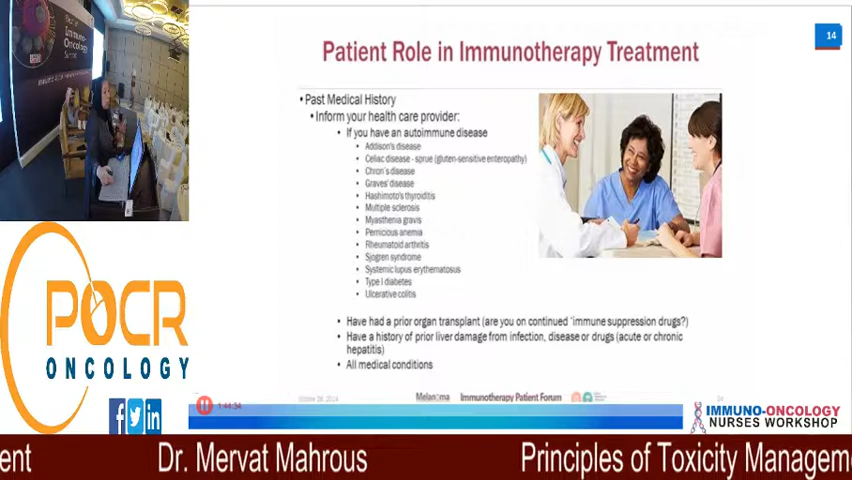 Immuno-
Oncology
14
Patient Role in Immunotherapy Treatment
• Past Medical History
• Inform your health care provider:
• If you have an autoimmune disease
• Addison's disease
• Celiac disease - sprue (gluten-sensitive enteropathy)
• Chron´s disease
• Graves' disease
• Hashimoto's thyroiditis
• Multiple sclerosis
• Myasthenia gravis
• Pernicious anemia
• Rheumatoid arthritis
• Sjogren syndrome
• Systemic lupus erythematosus
• Type I diabetes
• Ulcerative colitis
• Have had a prior organ transplant (are you on continued ‘immune suppression drugs?)
• Have a history of prior liver damage from infection, disease or drugs (acute or chronic
hepatitis)
• All medical conditions
October 26, 2014
Melanoma Immunotherapy Patient Forum
1:44:34
POCR
ONCOLOGY
f in
IMMUNO-ONCOLOGY
NURSES WORKSHOP
ent Dr. Mervat Mahrous Principles of Toxicity Manageme